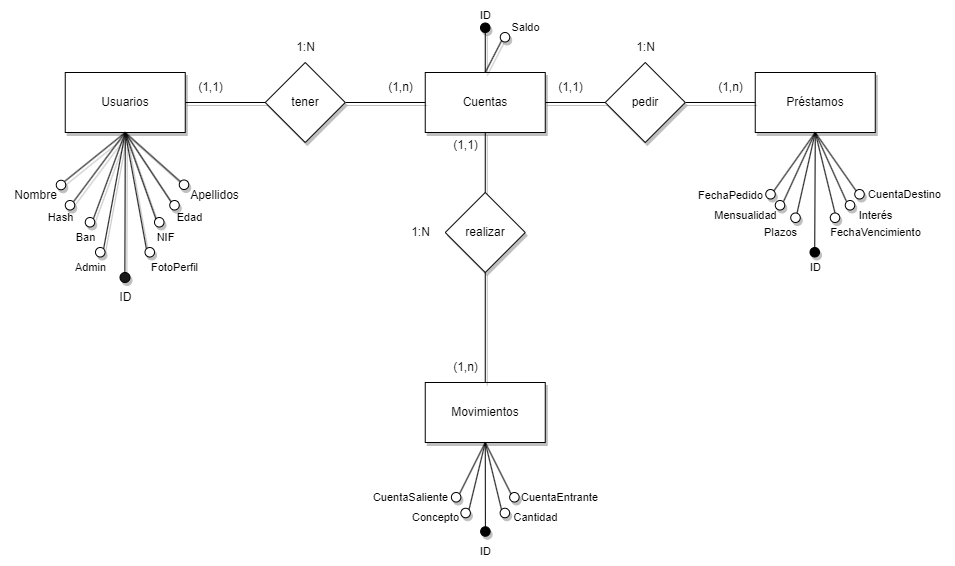 ID
Saldo
1:N
1:N
(1,1)
(1,n)
(1,1)
(1,n)
Usuarios
tener
Cuentas
pedir
Préstamos
(1,1)
Nombre
Apellidos
Hash
Edad
Ban
NIF
Admin
FotoPerfil
ID
FechaPedido
CuentaDestino
Mensualidad
Interés
Plazos
FechaVencimiento
ID
1:N
realizar
(1,n)
Movimientos
CuentaSaliente
CuentaEntrante
Concepto
Cantidad
ID